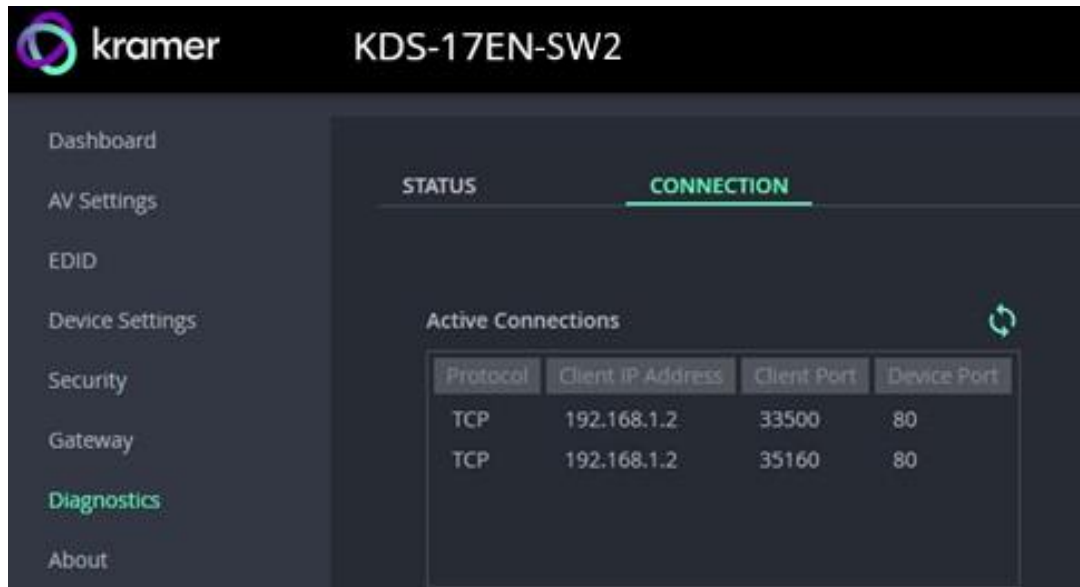 kramer KDS-17EN-SW2
Dashboard
AV Settings
EDID
Device Settings
Security
Gateway
Diagnostics
About
STATUS CONNECTION
Active Connections
Protocol Client IP Address Client Port Device Port
TCP 192.168.1.2 33500 80
TCP 192.168.1.2 35160 80